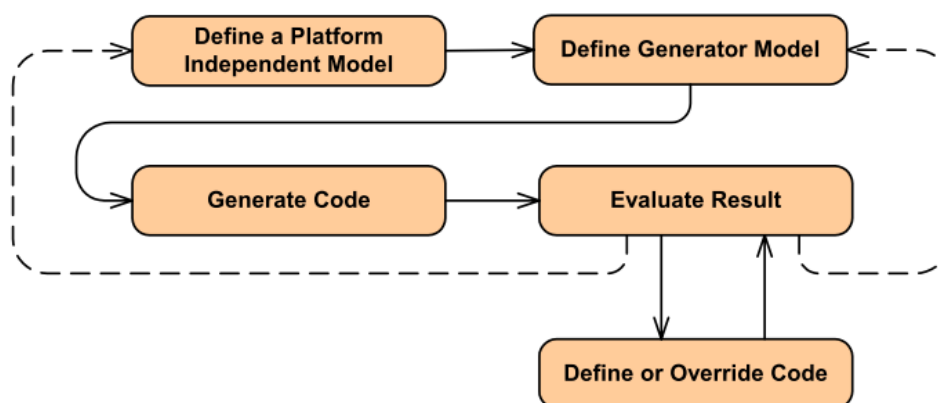 Define a Platform
Independent Model
Define Generator Model
Generate Code
Evaluate Result
Define or Override Code